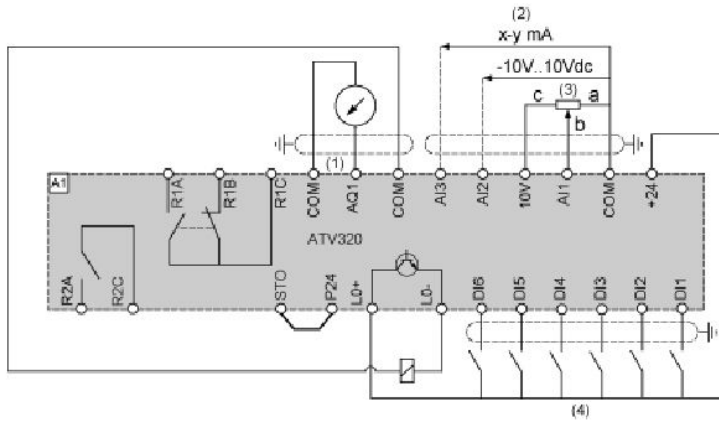 (2)
x-y mA
-10V..10Vdc
(3)
c
a
b
(1)
A1
R1A
R1B
R1C
COM
AQ1
COM
AI3
AI2
10V
AI1
COM
+24
ATV320
R2A
R2C
STO
P24
L0+
L0-
DI6
DI5
DI4
DI3
DI2
DI1
(4)